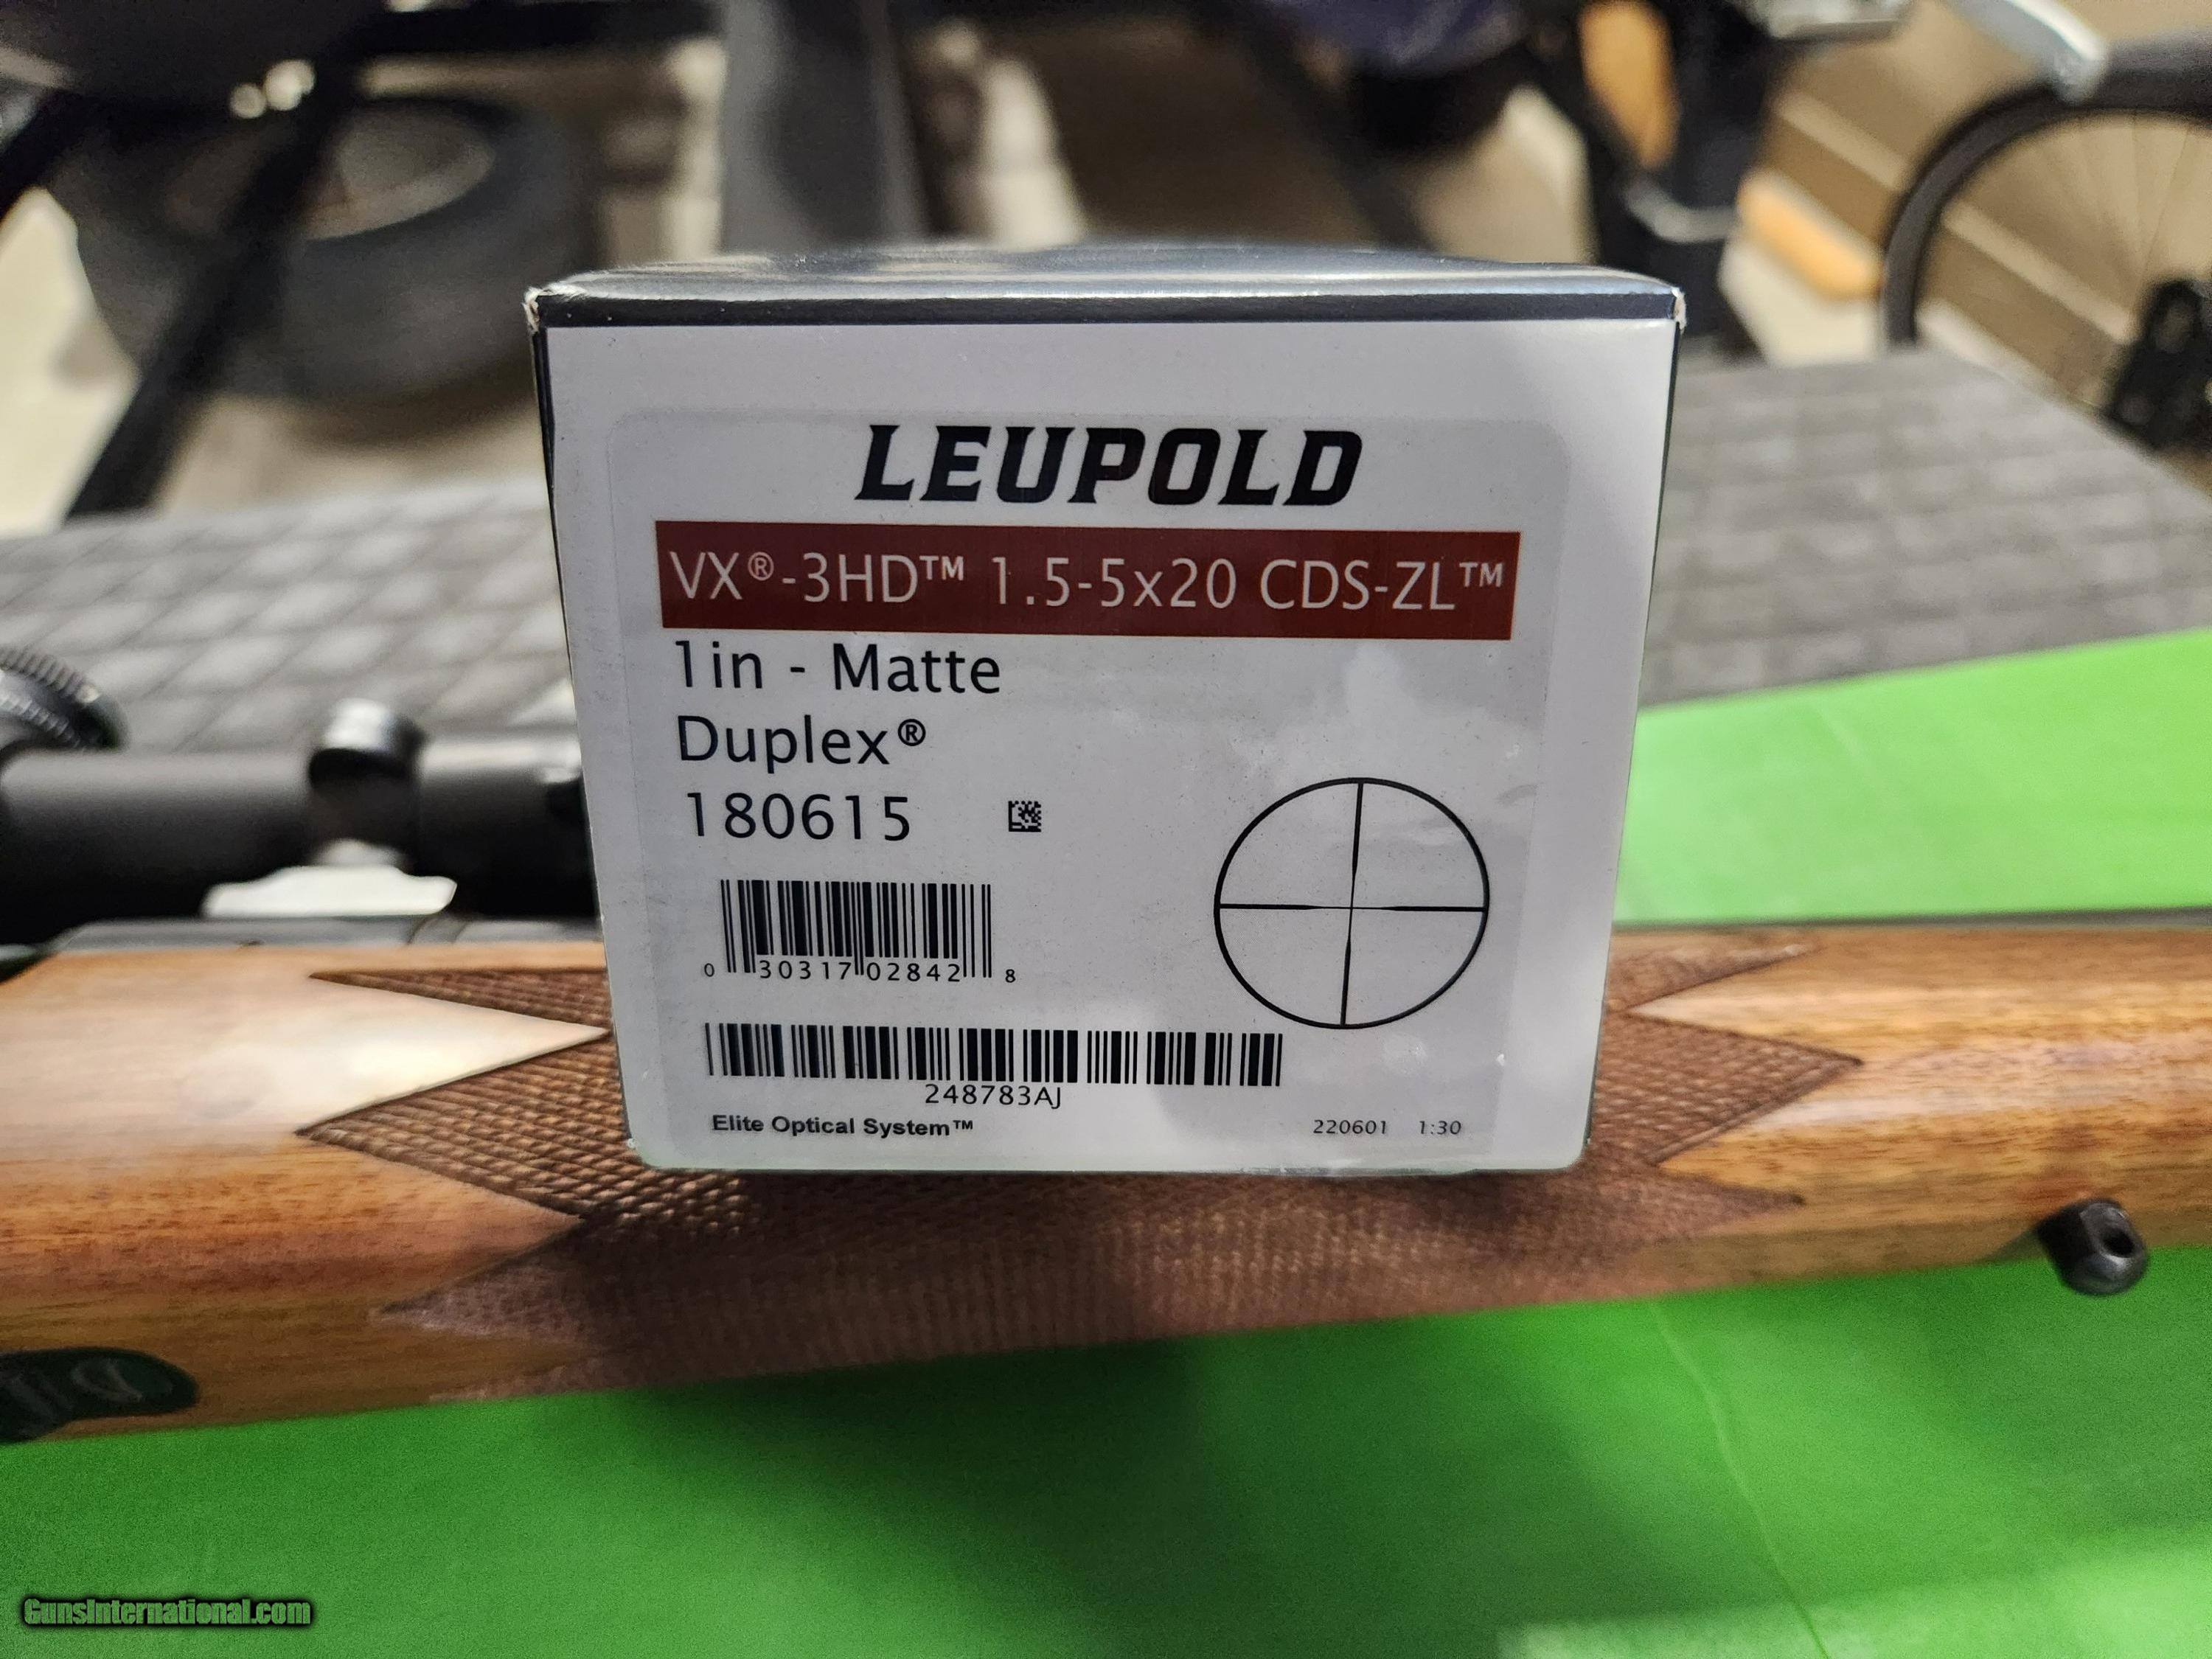 LEUPOLD
VX®-3HD™ 1.5-5x20 CDS-ZL™
1in - Matte
Duplex®
180615
0 30317 02842 8
248783AJ
Elite Optical System™ 220601 1:30
GunsInternational.com